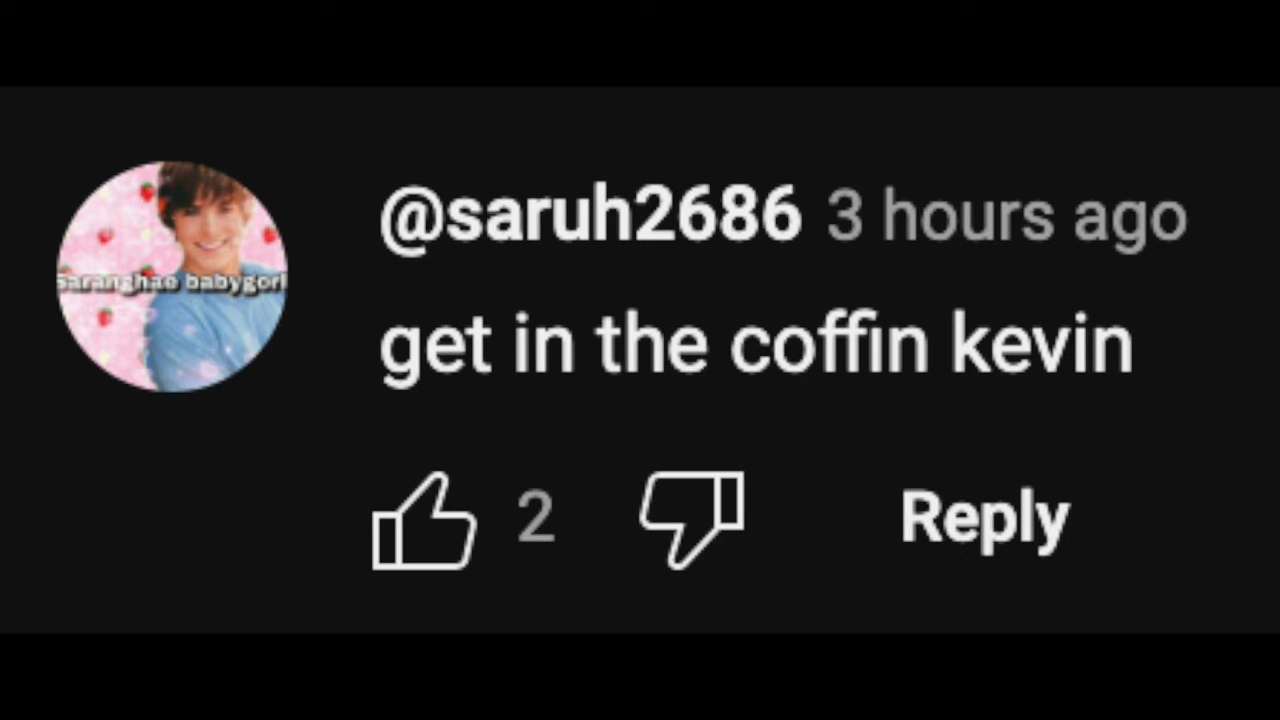 @saruh2686 3 hours ago
Saranghae babygorl
get in the coffin kevin
2 Reply